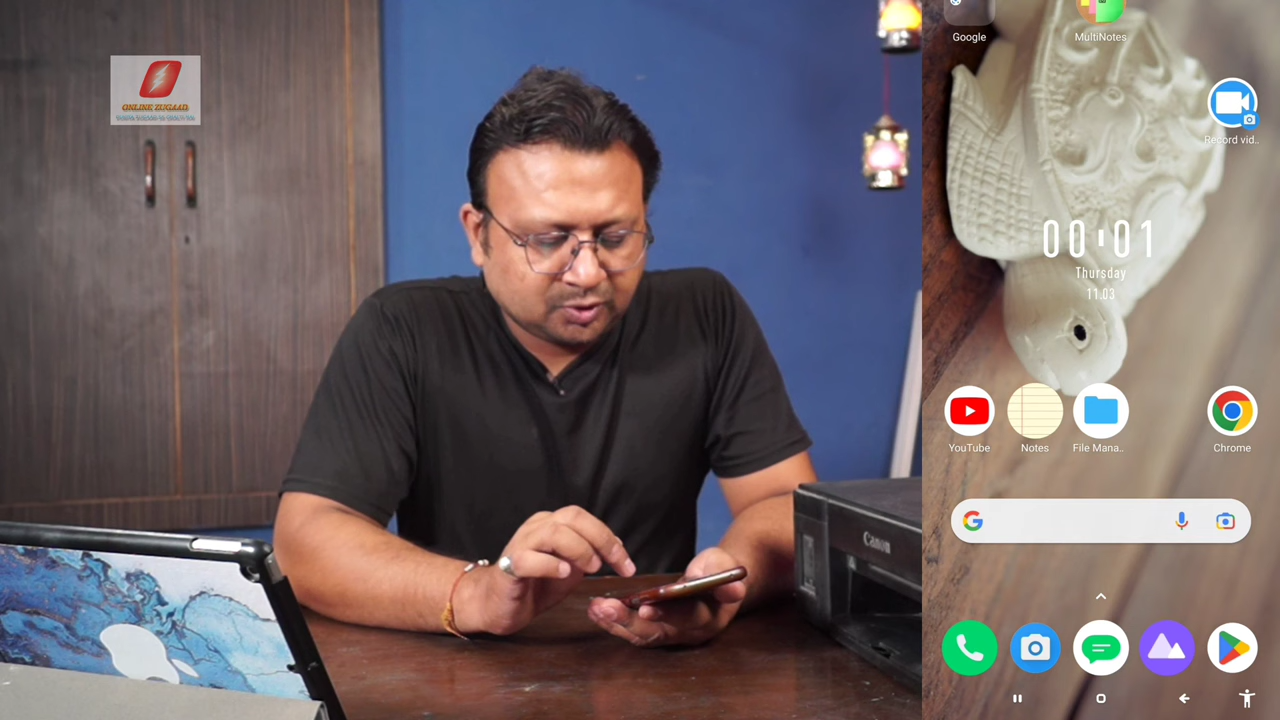 ONLINE ZUGAAD
Canon
Google
MultiNotes
Record vid..
00:01
Thursday
11.03
YouTube
Notes
File Mana..
Chrome